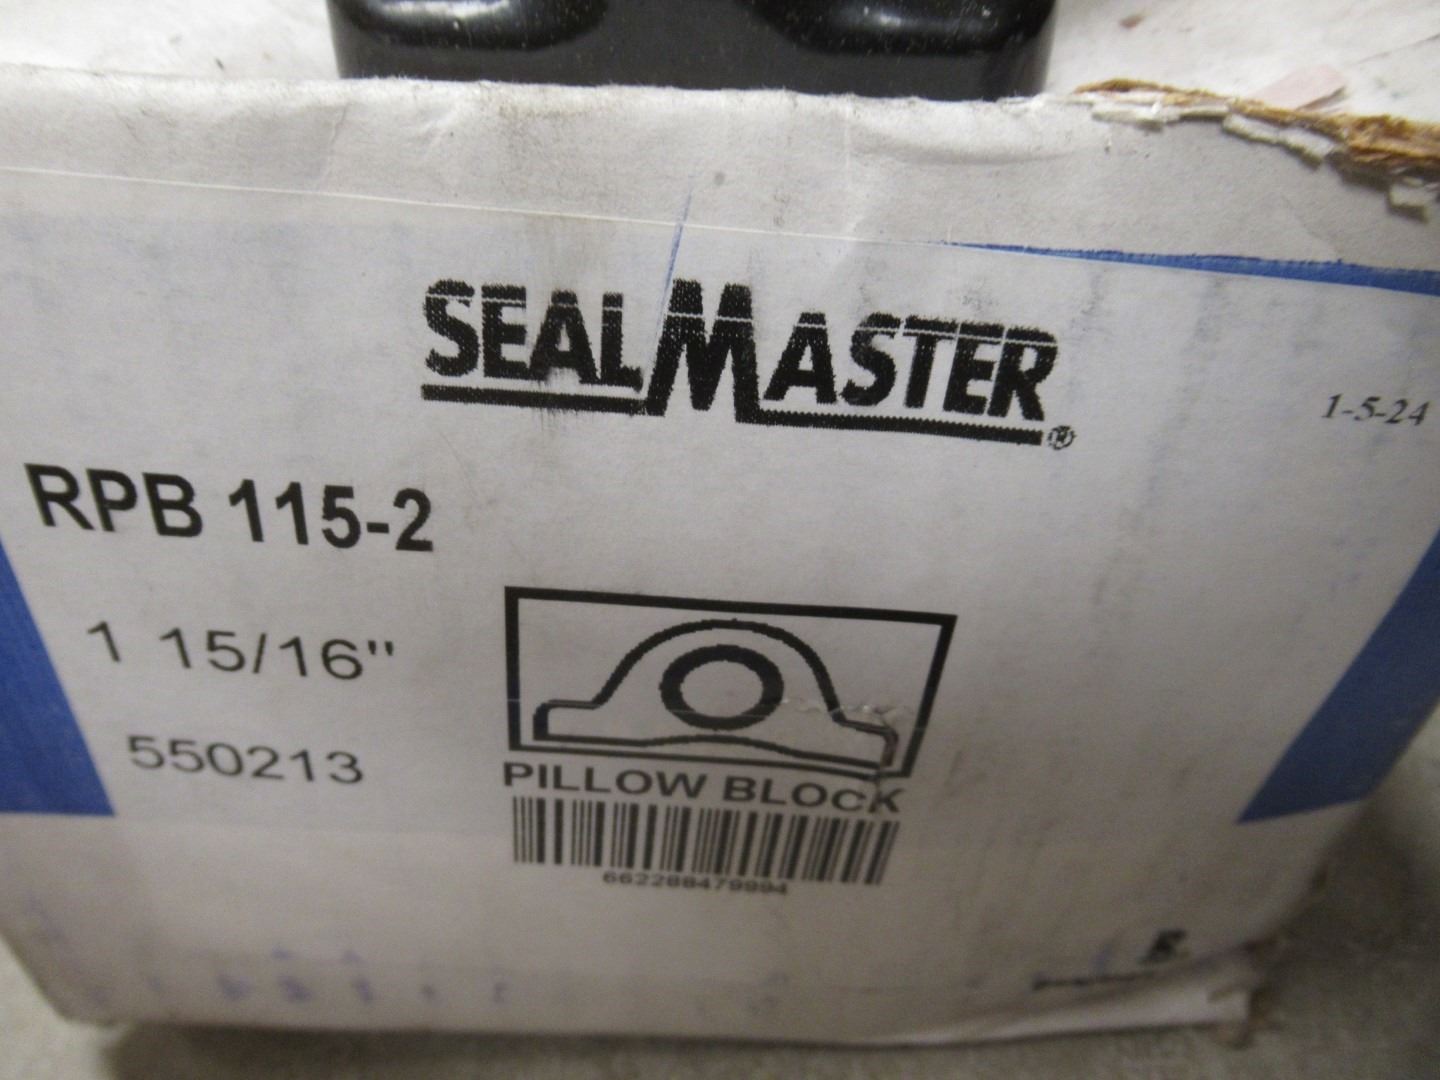 SEALMASTER®
1-5-24
RPB 115-2
1 15/16"
550213
PILLOW BLOCK
662288479994